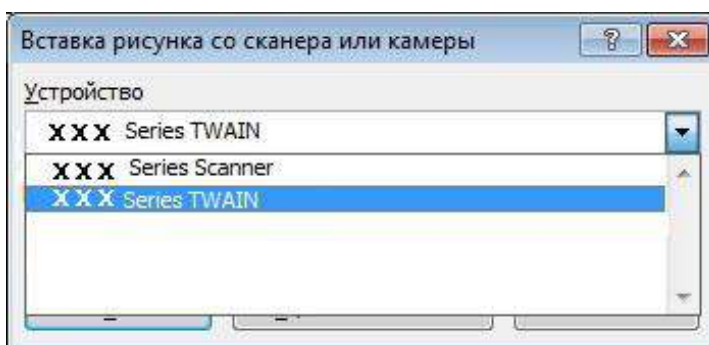 Вставка рисунка со сканера или камеры
Устройство
XXX Series TWAIN
XXX Series Scanner
XXX Series TWAIN